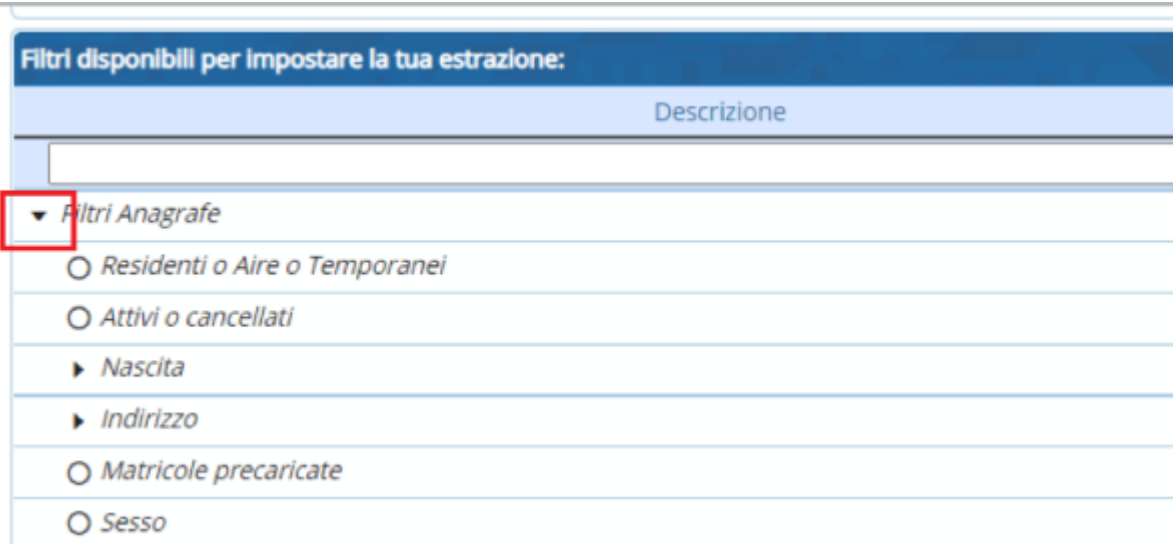 Filtri disponibili per impostare la tua estrazione:
Descrizione
Filtri Anagrafe
Residenti o Aire o Temporanei
Attivi o cancellati
Nascita
Indirizzo
Matricole precaricate
Sesso